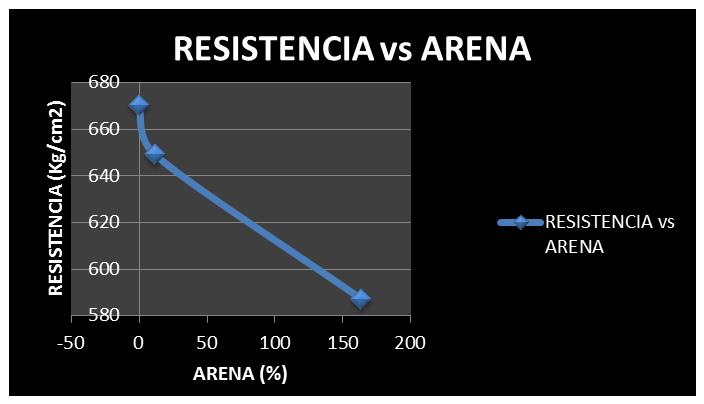 RESISTENCIA vs ARENA
RESISTENCIA (Kg/cm2)
680
660
640
620
600
580
-50
0
50
100
150
200
ARENA (%)
RESISTENCIA vs
ARENA